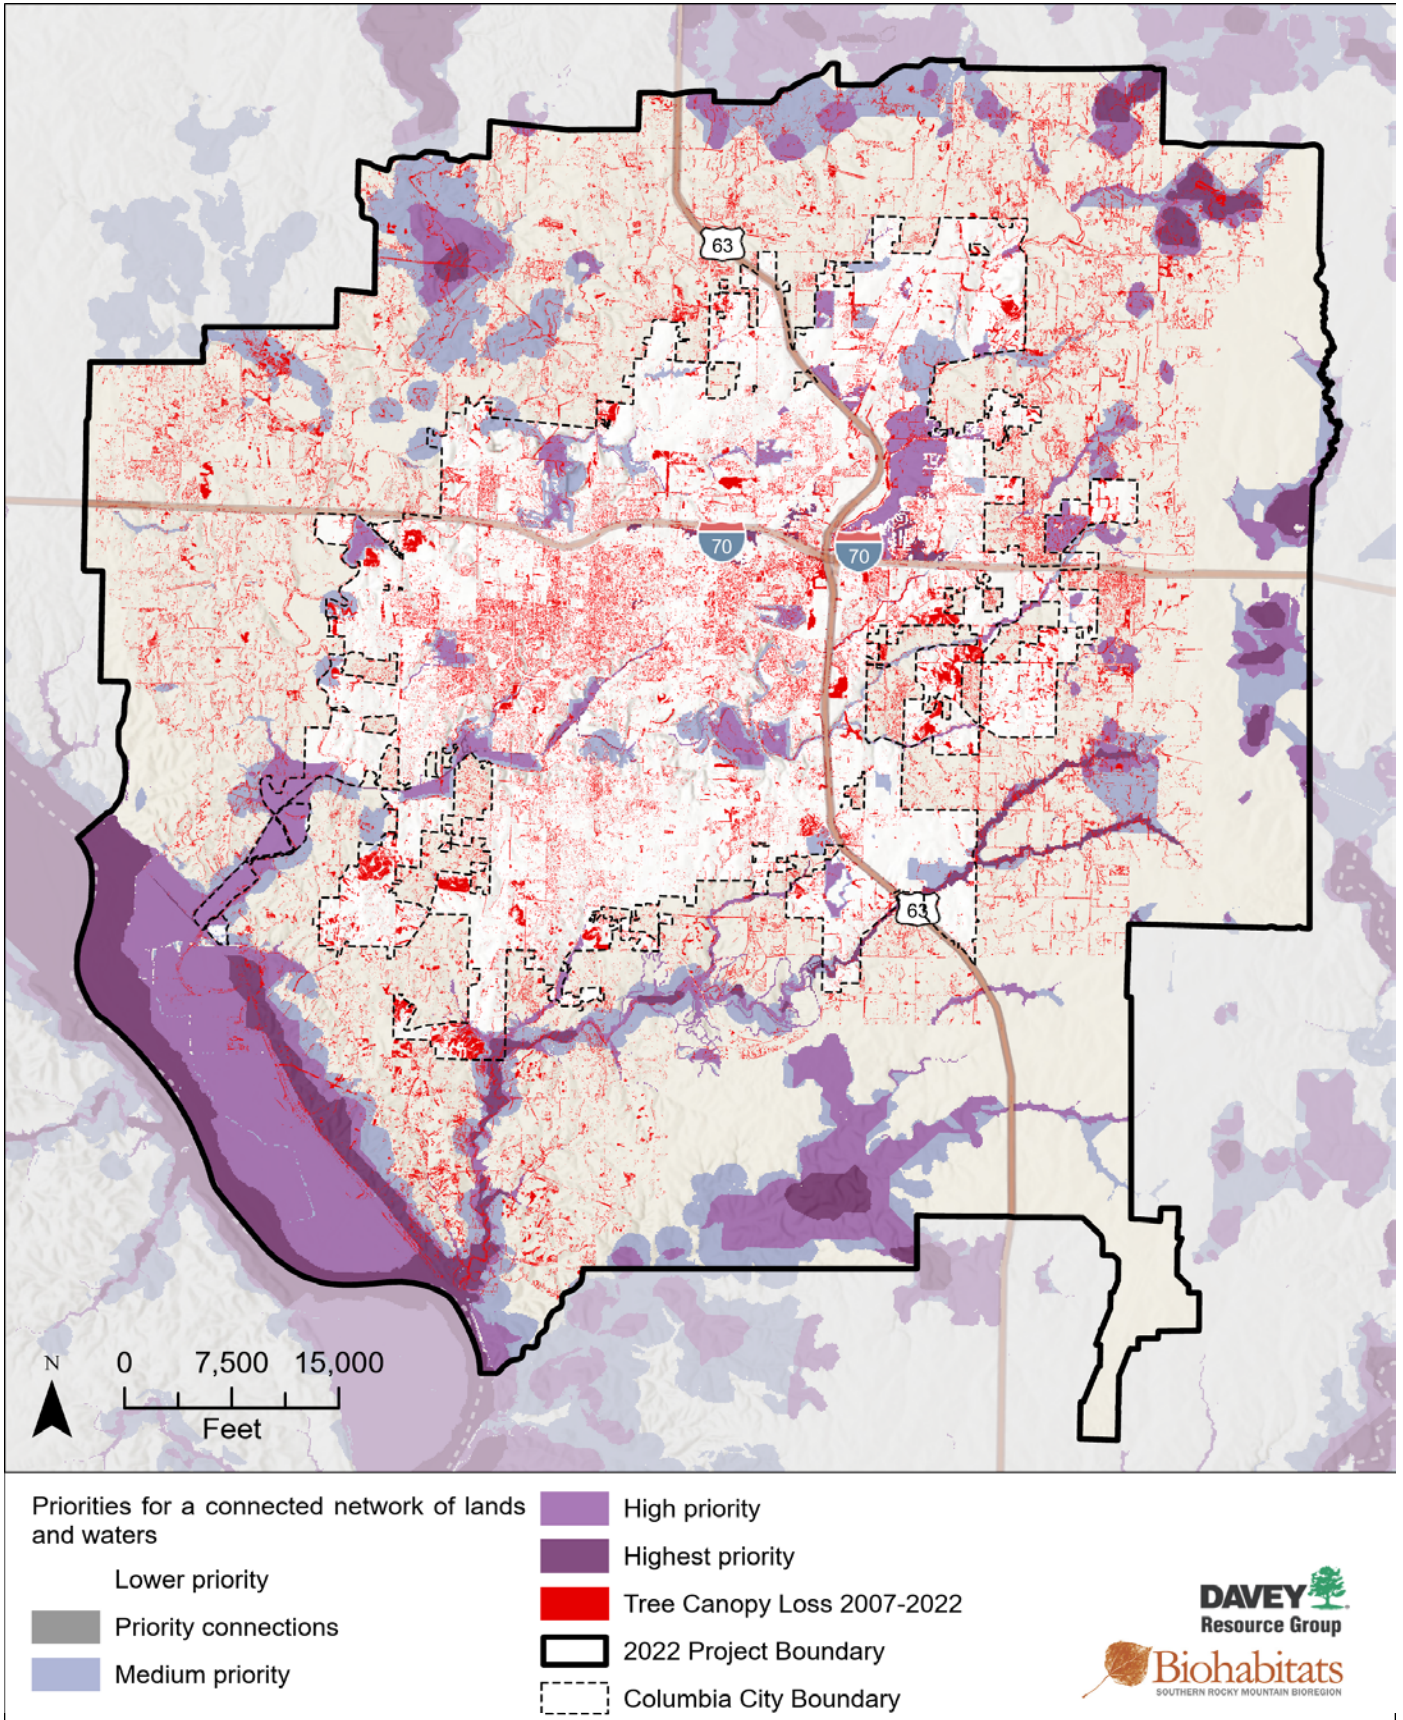 63
70
70
63
N
0 7,500 15,000
Feet
Priorities for a connected network of lands
and waters
Lower priority
Priority connections
Medium priority
High priority
Highest priority
Tree Canopy Loss 2007-2022
2022 Project Boundary
Columbia City Boundary
DAVEY
Resource Group
Biohabitats
SOUTHERN ROCKY MOUNTAIN BIOREGION